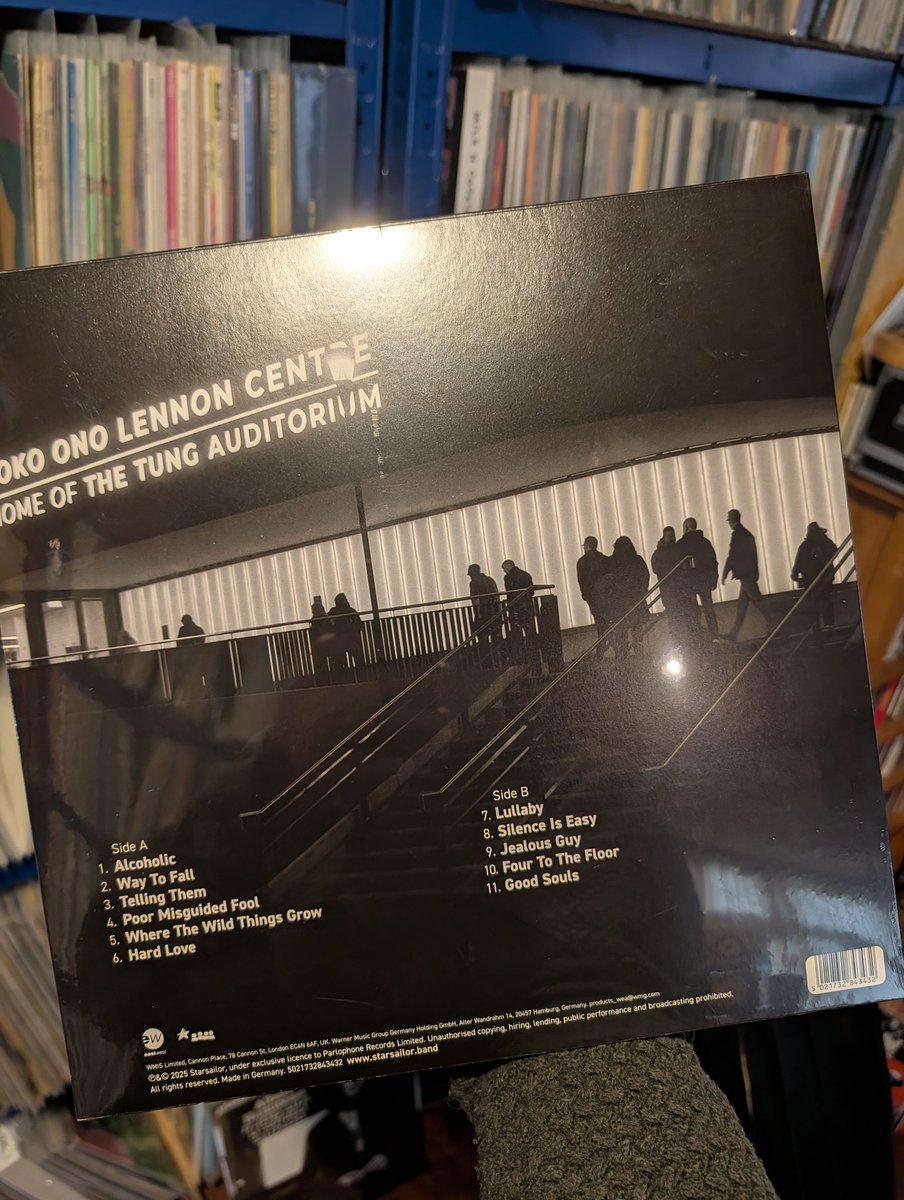 OKO ONO LENNON CENTRE
OME OF THE TUNG AUDITORIUM
Side A
1. Alcoholic
2. Way To Fall
3. Telling Them
4. Poor Misguided Fool
5. Where The Wild Things Grow
6. Hard Love
Side B
7. Lullaby
8. Silence Is Easy
9. Jealous Guy
10. Four To The Floor
11. Good Souls
5 021732 843432
ew
eastwest
WMIS Limited, Cannon Place, 78 Cannon St, London EC4N 6AF, UK. Warner Music Group Germany Holding GmbH, Alter Wandrahm 14, 20457 Hamburg, Germany, products_wea@wmg.com
℗&© 2025 Starsailor, under exclusive licence to Parlophone Records Limited. Unauthorised copying, hiring, lending, public performance and broadcasting prohibited.
All rights reserved. Made in Germany. 5021732843432 www.starsailor.band